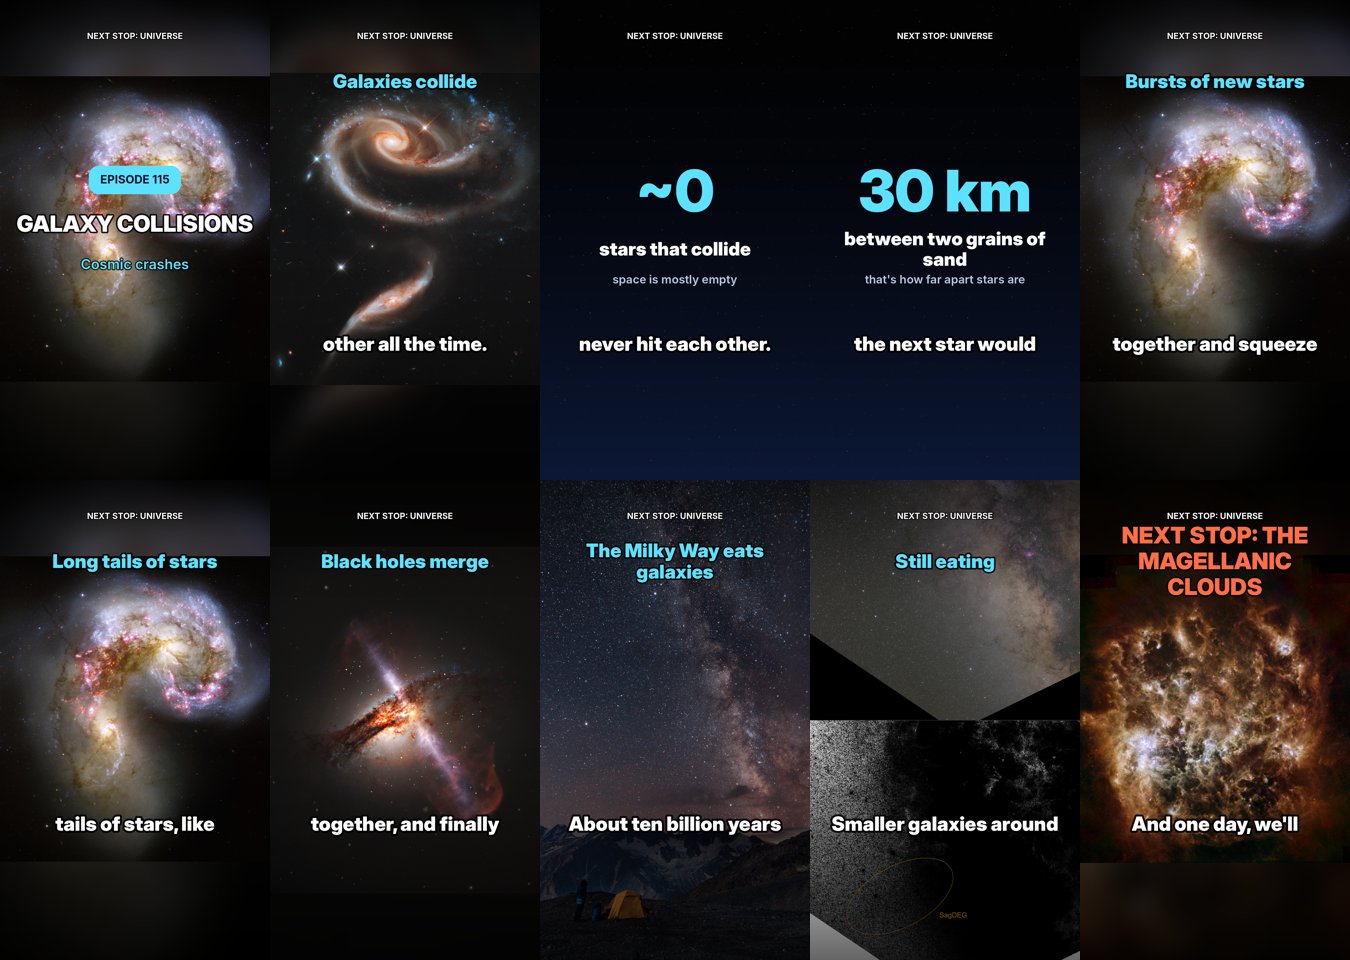 NEXT STOP: UNIVERSE
EPISODE 115
GALAXY COLLISIONS
Cosmic crashes
NEXT STOP: UNIVERSE
Galaxies collide
other all the time.
NEXT STOP: UNIVERSE
~0
stars that collide
space is mostly empty
never hit each other.
NEXT STOP: UNIVERSE
30 km
between two grains of
sand
that's how far apart stars are
the next star would
NEXT STOP: UNIVERSE
Bursts of new stars
together and squeeze
NEXT STOP: UNIVERSE
Long tails of stars
tails of stars, like
NEXT STOP: UNIVERSE
Black holes merge
together, and finally
NEXT STOP: UNIVERSE
The Milky Way eats
galaxies
About ten billion years
NEXT STOP: UNIVERSE
Still eating
Smaller galaxies around
SagDEG
NEXT STOP: UNIVERSE
NEXT STOP: THE
MAGELLANIC
CLOUDS
And one day, we'll